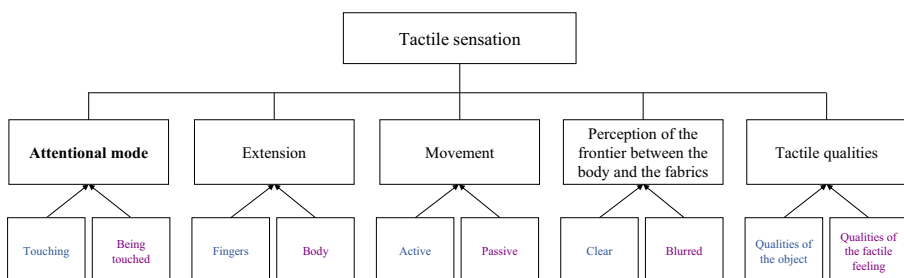 Tactile sensation
Attentional mode
Extension
Movement
Perception of the
frontier between the
body and the fabrics
Tactile qualities
Touching
Being
touched
Fingers
Body
Active
Passive
Clear
Blurred
Qualities of
the object
Qualities of
the factile
feeling